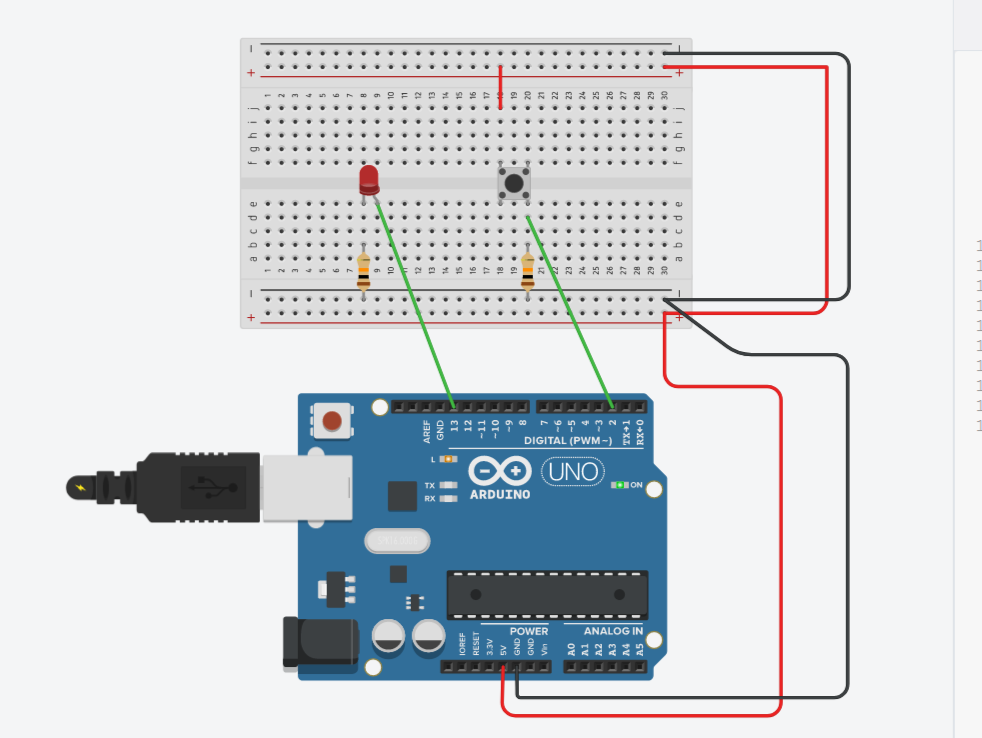 − −
+ +
1 2 3 4 5 6 7 8 9 10 11 12 13 14 15 16 17 18 19 20 21 22 23 24 25 26 27 28 29 30
j j
i i
h h
g g
f f
e e
d d
c c
b b
a a
1 2 3 4 5 6 7 8 9 10 11 12 13 14 15 16 17 18 19 20 21 22 23 24 25 26 27 28 29 30
− −
+ +
AREF GND 13 12 ~11 ~10 ~9 8 7 ~6 ~5 4 ~3 2 TX→1 RX←0
DIGITAL (PWM ~)
L
TX
RX
UNO
ON
ARDUINO
POWER ANALOG IN
IOREF RESET 3.3V 5V GND GND Vin A0 A1 A2 A3 A4 A5